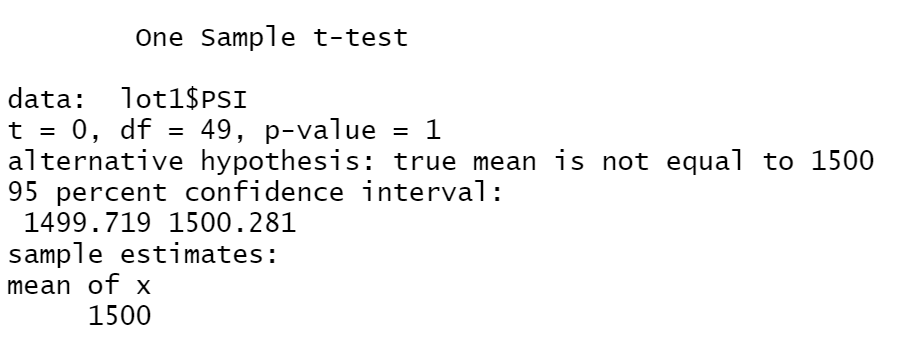 One Sample t-test
data: lot1$PSI
t = 0, df = 49, p-value = 1
alternative hypothesis: true mean is not equal to 1500
95 percent confidence interval:
1499.719 1500.281
sample estimates:
mean of x
1500